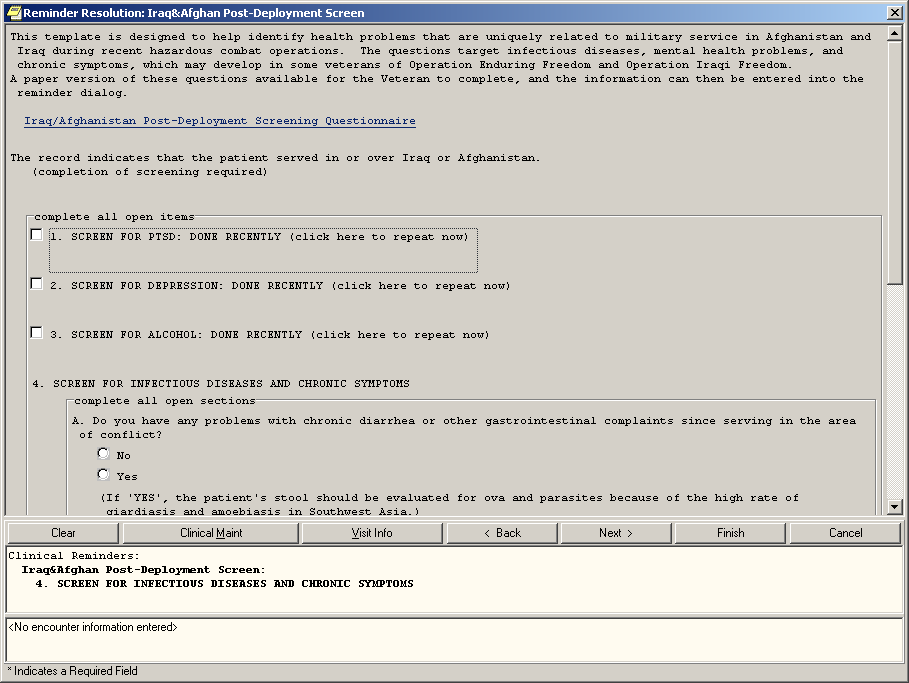 Reminder Resolution: Iraq&Afghan Post-Deployment Screen
This template is designed to help identify health problems that are uniquely related to military service in Afghanistan and
Iraq during recent hazardous combat operations.  The questions target infectious diseases, mental health problems, and
chronic symptoms, which may develop in some veterans of Operation Enduring Freedom and Operation Iraqi Freedom.
A paper version of these questions available for the Veteran to complete, and the information can then be entered into the
reminder dialog.
Iraq/Afghanistan Post-Deployment Screening Questionnaire
The record indicates that the patient served in or over Iraq or Afghanistan.
(completion of screening required)
complete all open items
1. SCREEN FOR PTSD: DONE RECENTLY (click here to repeat now)
2. SCREEN FOR DEPRESSION: DONE RECENTLY (click here to repeat now)
3. SCREEN FOR ALCOHOL: DONE RECENTLY (click here to repeat now)
4. SCREEN FOR INFECTIOUS DISEASES AND CHRONIC SYMPTOMS
complete all open sections
A. Do you have any problems with chronic diarrhea or other gastrointestinal complaints since serving in the area
of conflict?
No
Yes
(If 'YES', the patient's stool should be evaluated for ova and parasites because of the high rate of
giardiasis and amoebiasis in Southwest Asia.)
Clear Clinical Maint Visit Info < Back Next > Finish Cancel
Clinical Reminders:
Iraq&Afghan Post-Deployment Screen:
4. SCREEN FOR INFECTIOUS DISEASES AND CHRONIC SYMPTOMS
<No encounter information entered>
* Indicates a Required Field